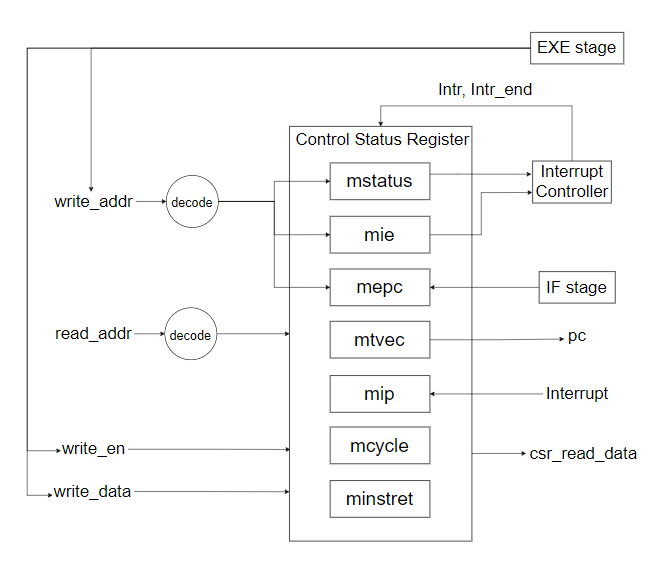 EXE stage
Intr, Intr_end
Control Status Register
mstatus
Interrupt
Controller
write_addr
decode
mie
mepc
IF stage
read_addr
decode
mtvec
pc
mip
Interrupt
write_en
mcycle
csr_read_data
write_data
minstret